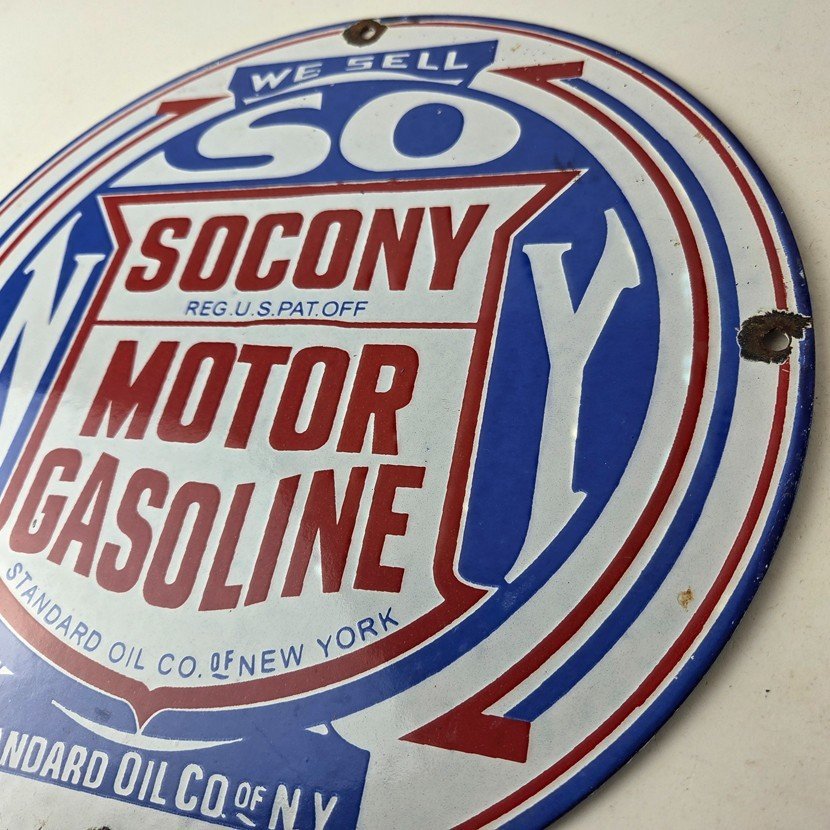 WE SELL
SO
N Y
SOCONY
REG.U.S.PAT.OFF
MOTOR
GASOLINE
STANDARD OIL CO. OF NEW YORK
ANDARD OIL CO. OF N.Y.